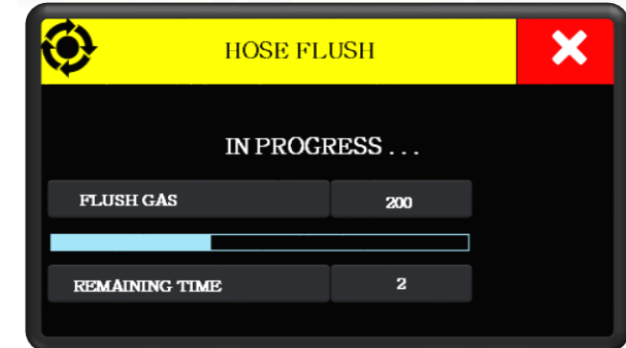 HOSE FLUSH
IN PROGRESS . . .
FLUSH GAS 200
REMAINING TIME 2